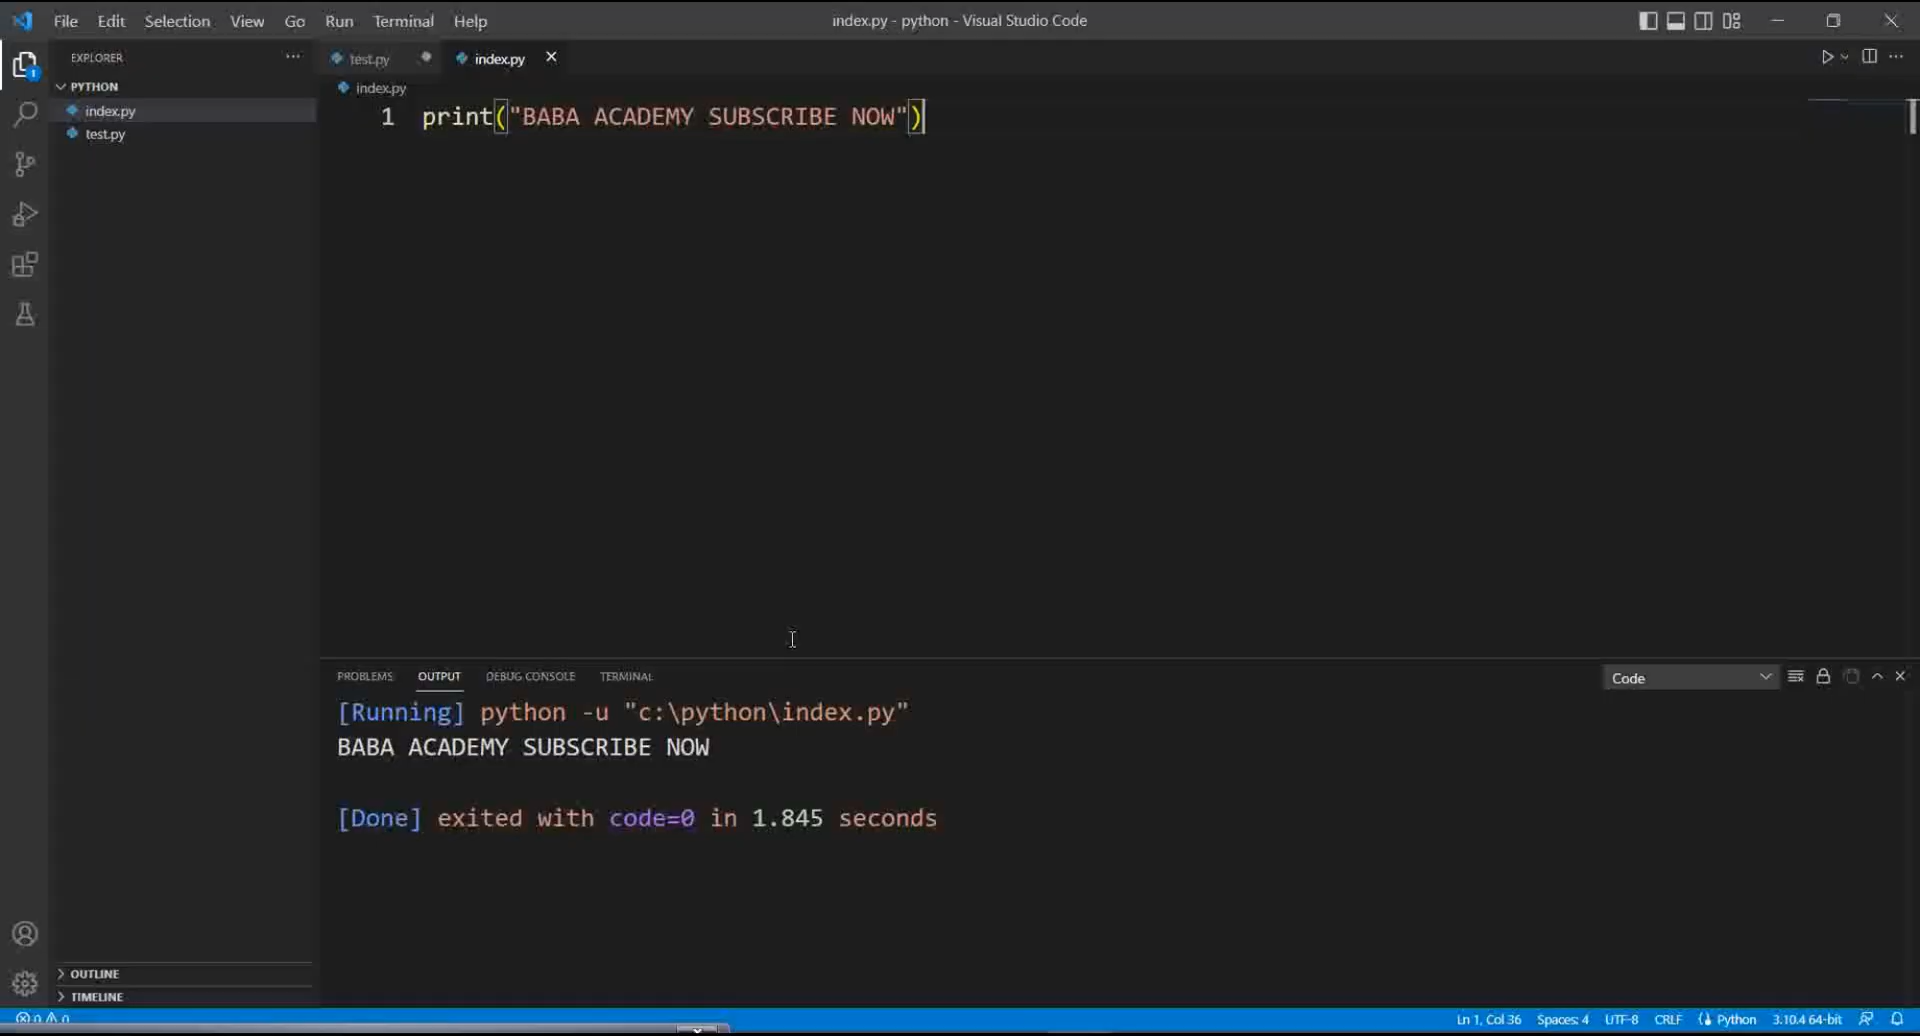 File Edit Selection View Go Run Terminal Help
index.py - python - Visual Studio Code
EXPLORER
test.py
index.py
PYTHON
index.py
index.py
test.py
1
print("BABA ACADEMY SUBSCRIBE NOW")
1
PROBLEMS OUTPUT DEBUG CONSOLE TERMINAL
Code
[Running] python -u "c:\python\index.py"
BABA ACADEMY SUBSCRIBE NOW
[Done] exited with code=0 in 1.845 seconds
OUTLINE
TIMELINE
0 0
Ln 1, Col 36 Spaces: 4 UTF-8 CRLF Python 3.10.4 64-bit